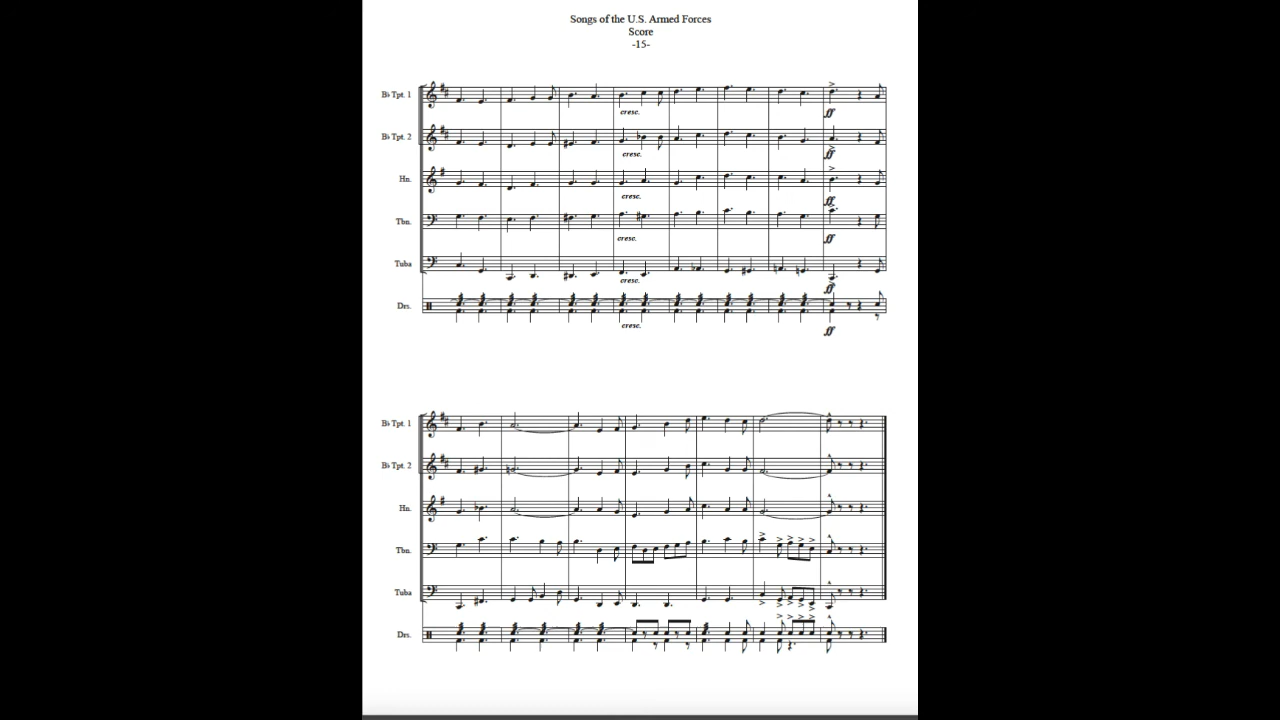 Songs of the U.S. Armed Forces
Score
-15-
B♭ Tpt. 1
cresc.
ff
B♭ Tpt. 2
cresc.
ff
Hn.
cresc.
ff
Tbn.
cresc.
ff
Tuba
cresc.
ff
Drs.
cresc.
ff
B♭ Tpt. 1
B♭ Tpt. 2
Hn.
Tbn.
Tuba
Drs.